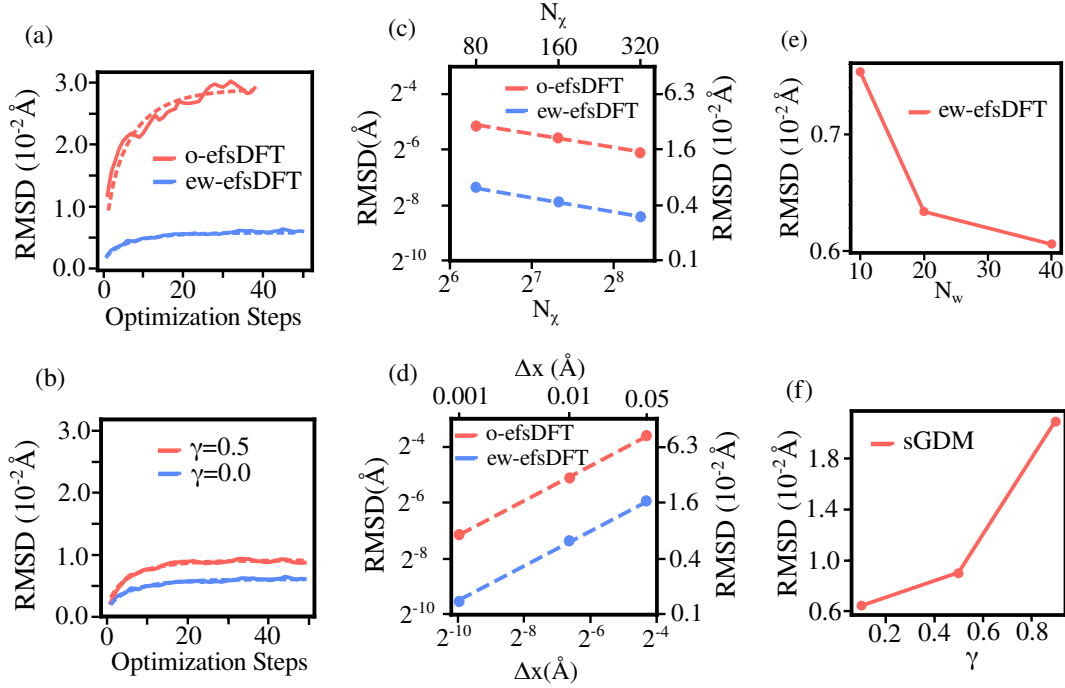 (a)
3.0
2.0
1.0
0.0
RMSD (10⁻²Å)
o-efsDFT
ew-efsDFT
0 20 40
Optimization Steps
(c)
Nχ
80 160 320
2⁻⁴
2⁻⁶
2⁻⁸
2⁻¹⁰
RMSD(Å)
o-efsDFT
ew-efsDFT
6.3
1.6
0.4
0.1
RMSD (10⁻²Å)
2⁶ 2⁷ 2⁸
Nχ
(e)
0.7
0.6
RMSD (10⁻²Å)
ew-efsDFT
10 20 30 40
N_w
(b)
3.0
2.0
1.0
0.0
RMSD (10⁻²Å)
γ=0.5
γ=0.0
0 20 40
Optimization Steps
(d)
Δx (Å)
0.001 0.01 0.05
2⁻⁴
2⁻⁶
2⁻⁸
2⁻¹⁰
RMSD(Å)
o-efsDFT
ew-efsDFT
6.3
1.6
0.4
0.1
RMSD (10⁻²Å)
2⁻¹⁰ 2⁻⁸ 2⁻⁶ 2⁻⁴
Δx(Å)
(f)
1.8
1.4
1.0
0.6
RMSD (10⁻²Å)
sGDM
0.2 0.4 0.6 0.8
γ